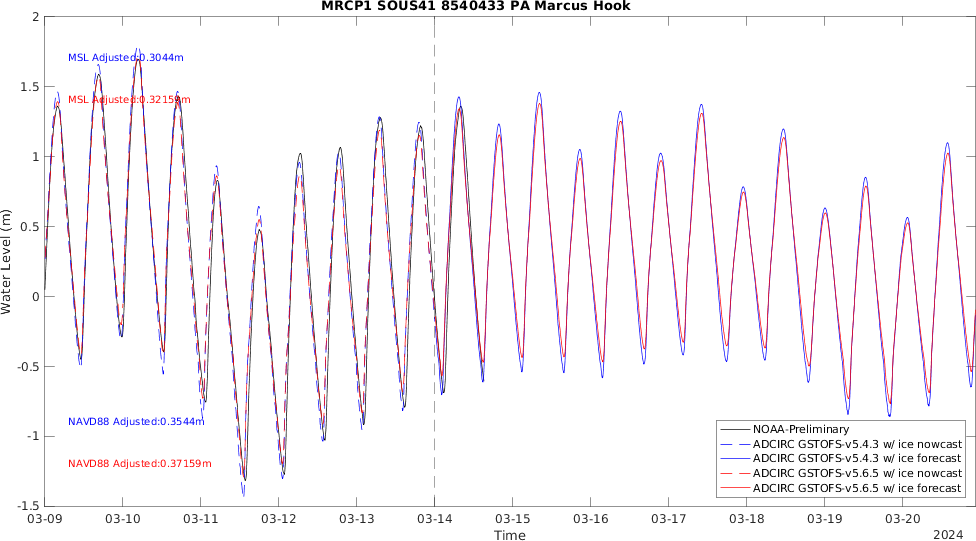 MRCP1 SOUS41 8540433 PA Marcus Hook
2
1.5
1
0.5
0
-0.5
-1
-1.5
Water Level (m)
MSL Adjusted:0.3044m
MSL Adjusted:0.32159m
NAVD88 Adjusted:0.3544m
NAVD88 Adjusted:0.37159m
NOAA-Preliminary
ADCIRC GSTOFS-v5.4.3 w/ ice nowcast
ADCIRC GSTOFS-v5.4.3 w/ ice forecast
ADCIRC GSTOFS-v5.6.5 w/ ice nowcast
ADCIRC GSTOFS-v5.6.5 w/ ice forecast
03-09 03-10 03-11 03-12 03-13 03-14 03-15 03-16 03-17 03-18 03-19 03-20
Time
2024